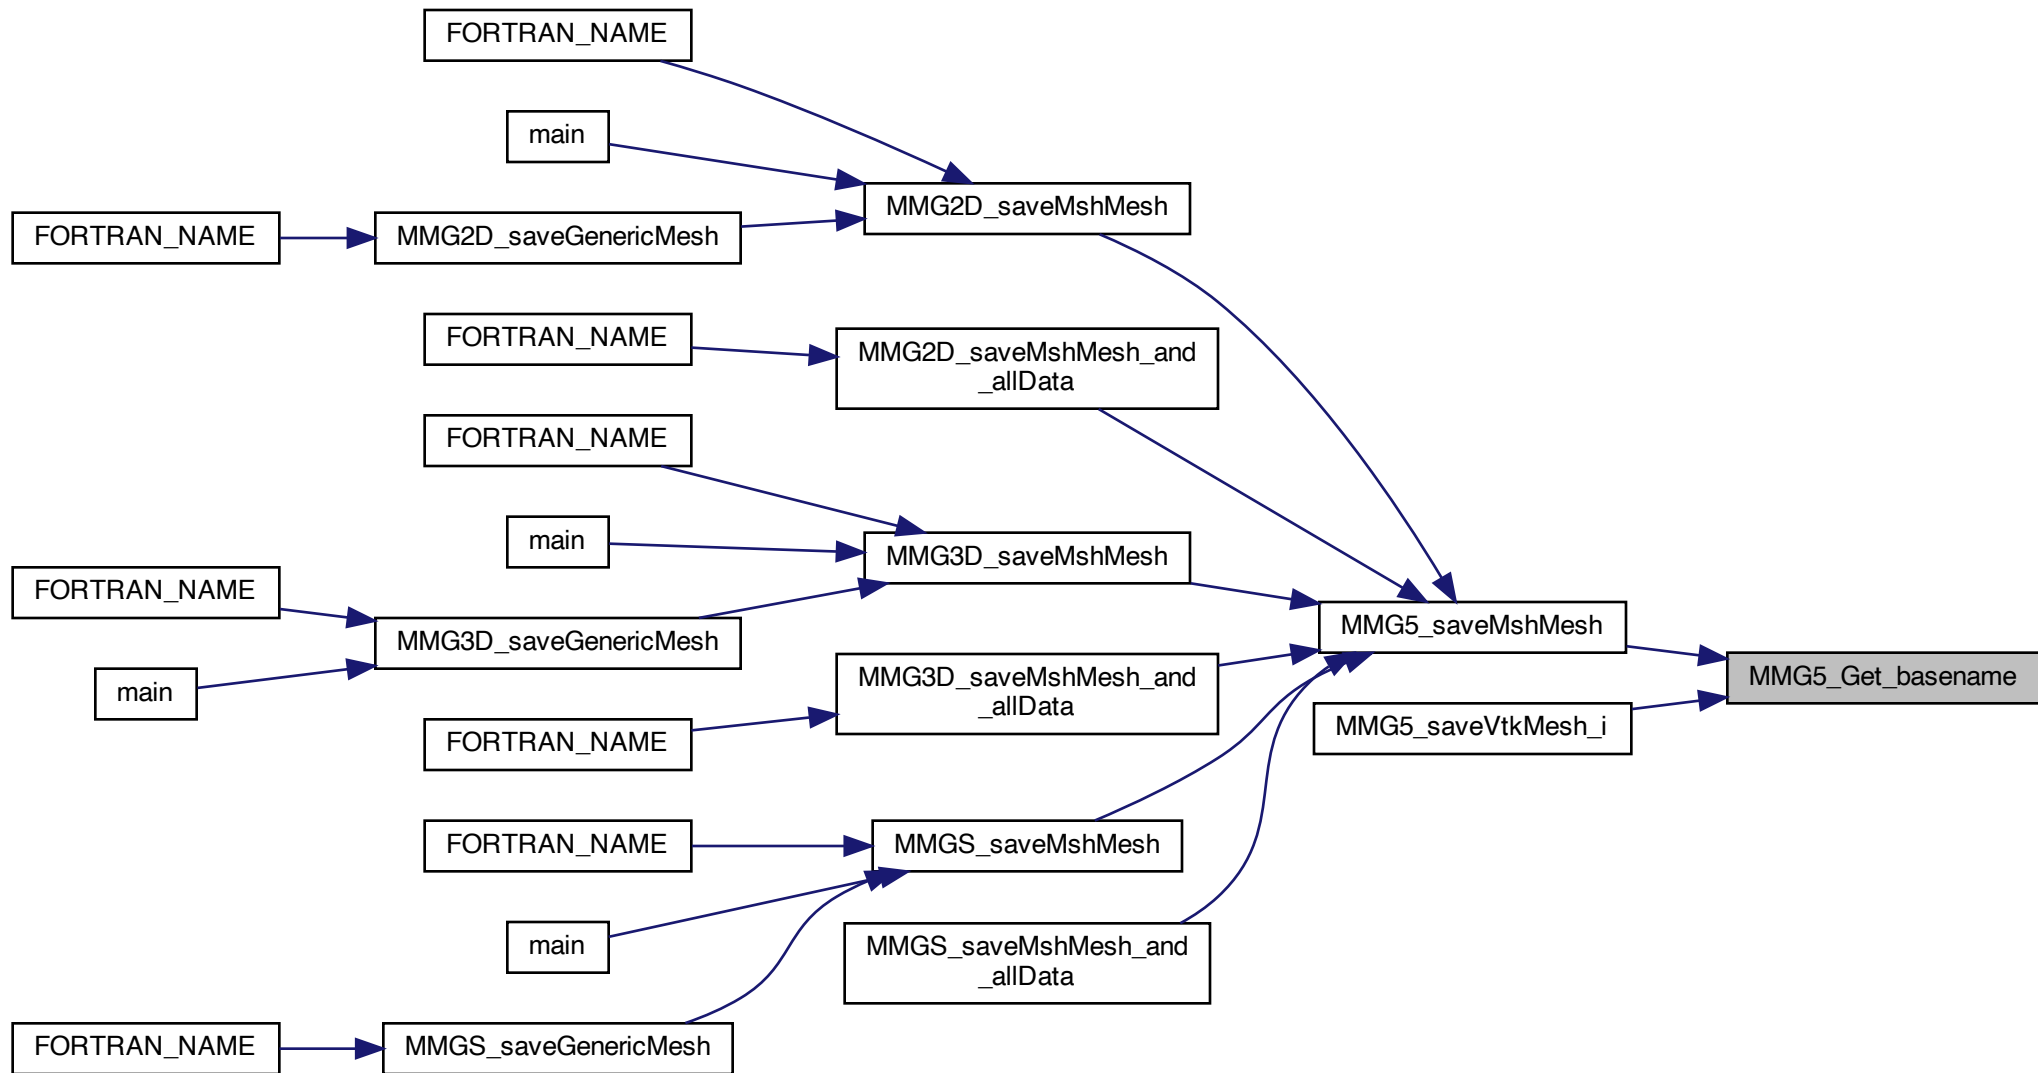 FORTRAN_NAME
main
MMG2D_saveMshMesh
FORTRAN_NAME
MMG2D_saveGenericMesh
FORTRAN_NAME
MMG2D_saveMshMesh_and
_allData
FORTRAN_NAME
main
MMG3D_saveMshMesh
FORTRAN_NAME
MMG3D_saveGenericMesh
main
MMG5_saveMshMesh
MMG5_Get_basename
MMG3D_saveMshMesh_and
_allData
MMG5_saveVtkMesh_i
FORTRAN_NAME
FORTRAN_NAME
MMGS_saveMshMesh
main
MMGS_saveMshMesh_and
_allData
FORTRAN_NAME
MMGS_saveGenericMesh